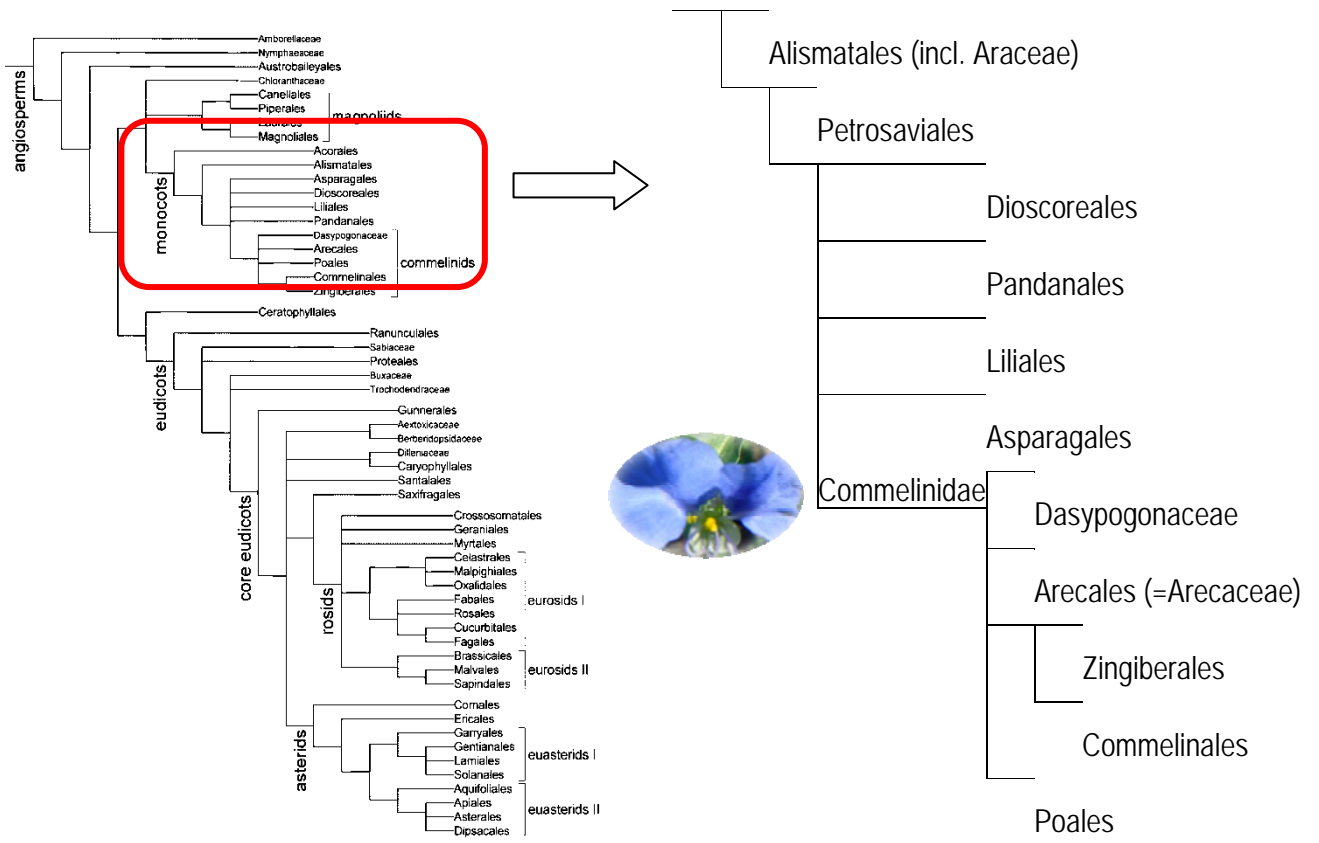 angiosperms
Amborellaceae
Nymphaeaceae
Austrobaileyales
Chloranthaceae
Canellales
Piperales
Laurales
Magnoliales
magnoliids
monocots
Acorales
Alismatales
Asparagales
Dioscoreales
Liliales
Pandanales
Dasypogonaceae
Arecales
Poales
Commelinales
Zingiberales
commelinids
Ceratophyllales
eudicots
Ranunculales
Sabiaceae
Proteales
Buxaceae
Trochodendraceae
core eudicots
Gunnerales
Aextoxicaceae
Berberidopsidaceae
Dilleniaceae
Caryophyllales
Santalales
Saxifragales
rosids
Crossosomatales
Geraniales
Myrtales
Celastrales
Malpighiales
Oxalidales
Fabales
Rosales
Cucurbitales
Fagales
eurosids I
Brassicales
Malvales
Sapindales
eurosids II
asterids
Cornales
Ericales
Garryales
Gentianales
Lamiales
Solanales
euasterids I
Aquifoliales
Apiales
Asterales
Dipsacales
euasterids II
Alismatales (incl. Araceae)
Petrosaviales
Dioscoreales
Pandanales
Liliales
Asparagales
Commelinidae
Dasypogonaceae
Arecales (=Arecaceae)
Zingiberales
Commelinales
Poales